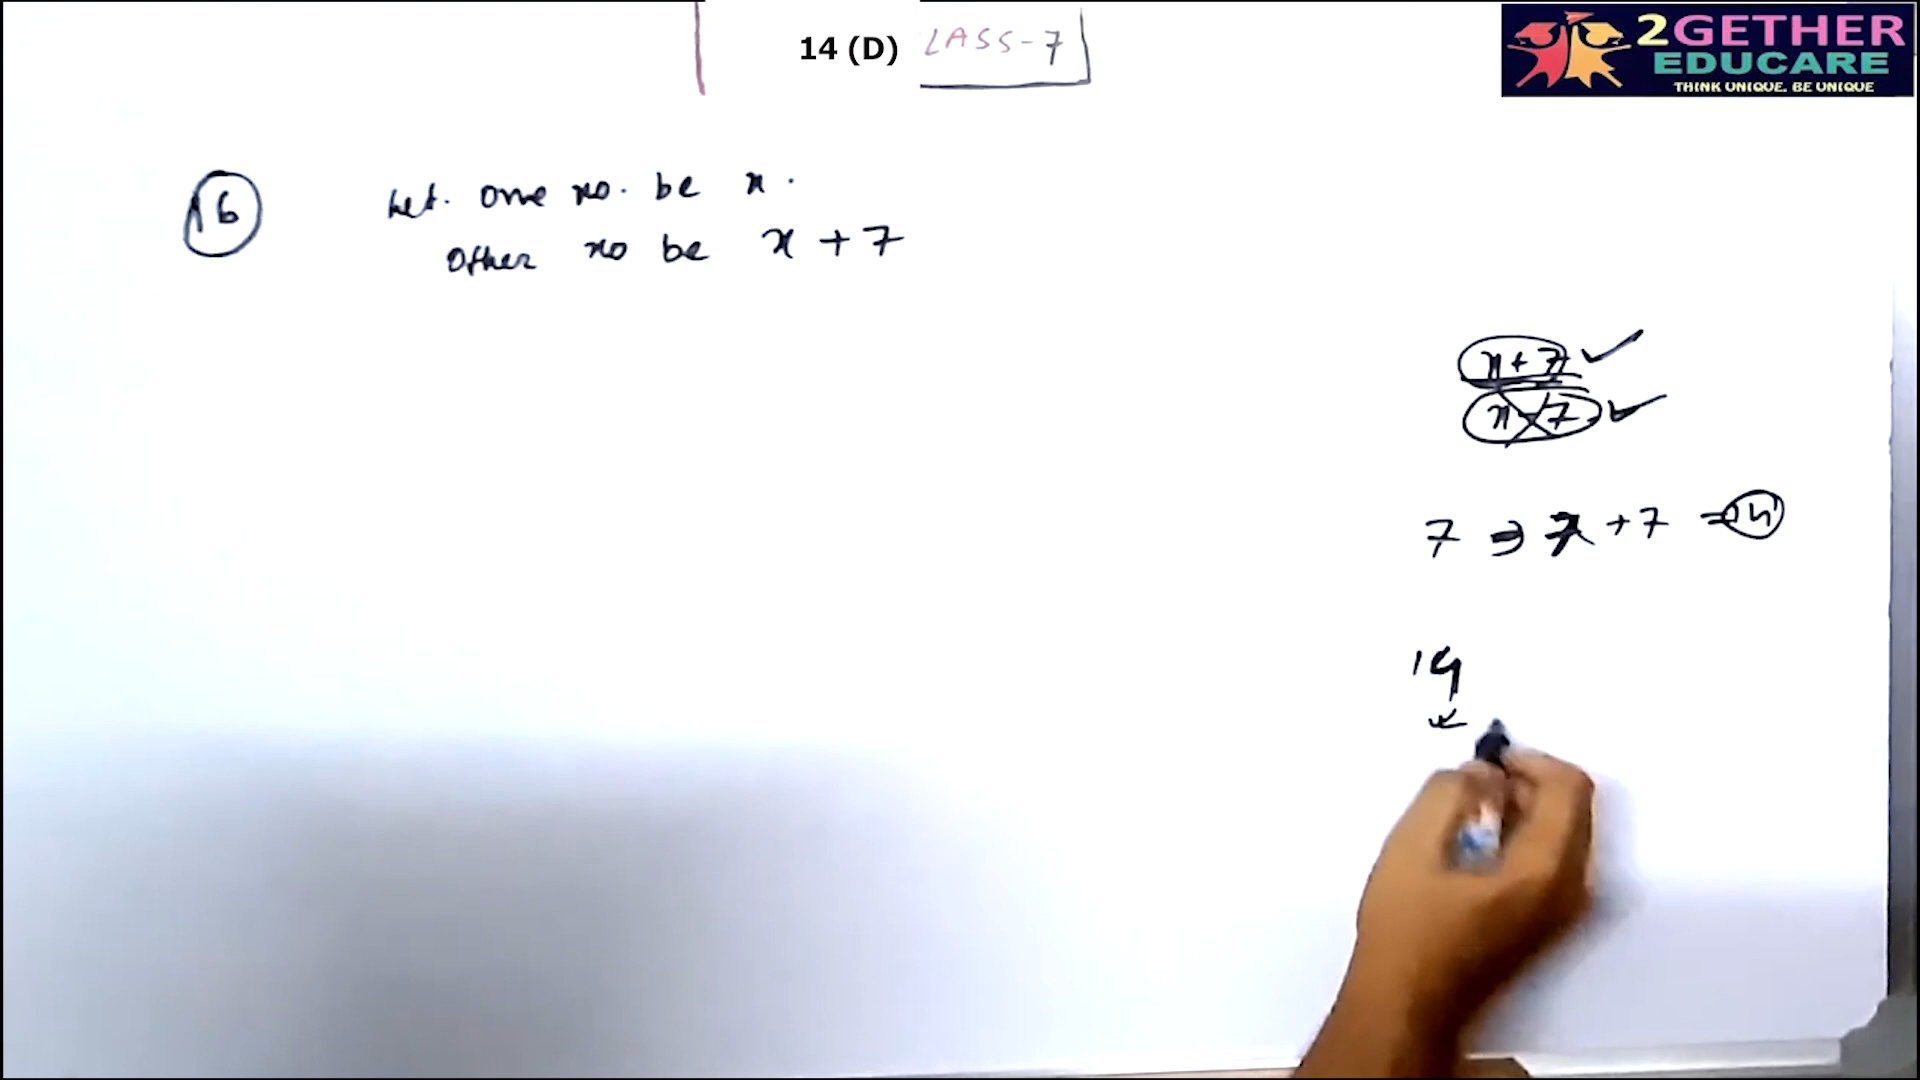 14 (D) LASS-7
2GETHER
EDUCARE
THINK UNIQUE. BE UNIQUE
16 Let. one no. be x.
Other no be x + 7
x + 7 ✓
x - 7 ✓
7 ⇒ 7 + 7 = 14
14